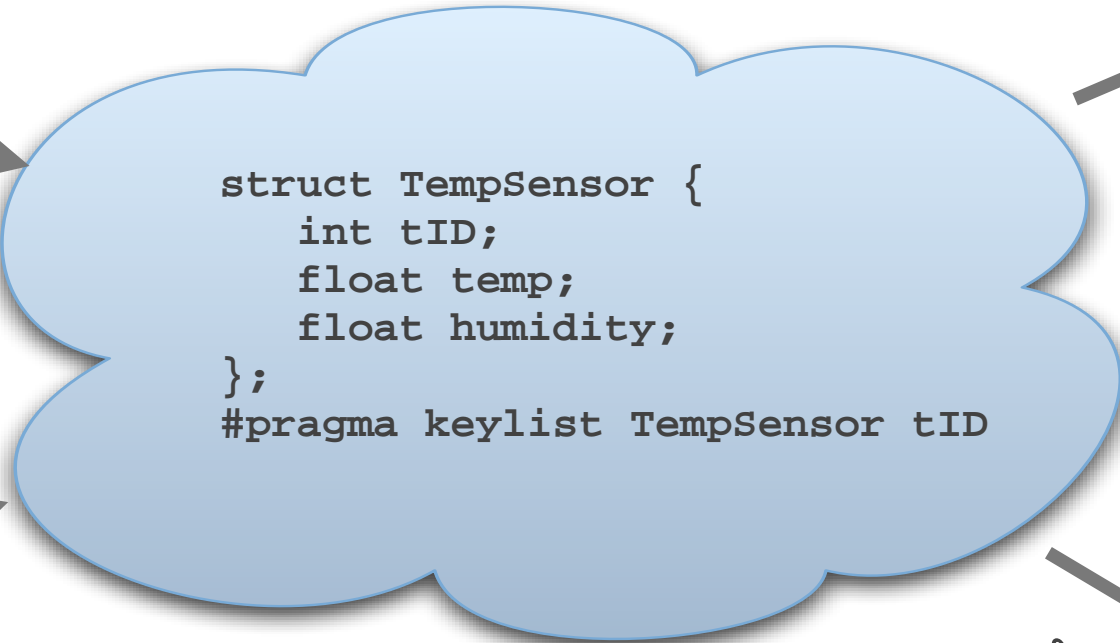 struct TempSensor {
   int tID;
   float temp;
   float humidity;
};
#pragma keylist TempSensor tID